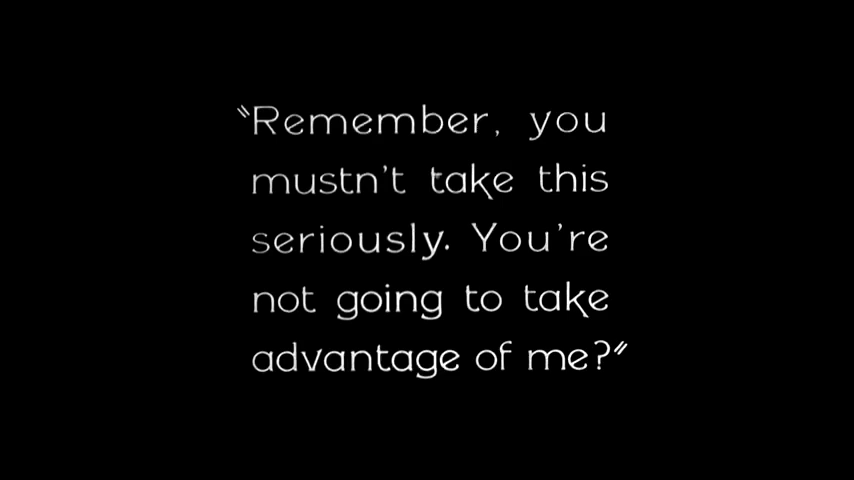 "Remember, you
mustn't take this
seriously. You're
not going to take
advantage of me?"